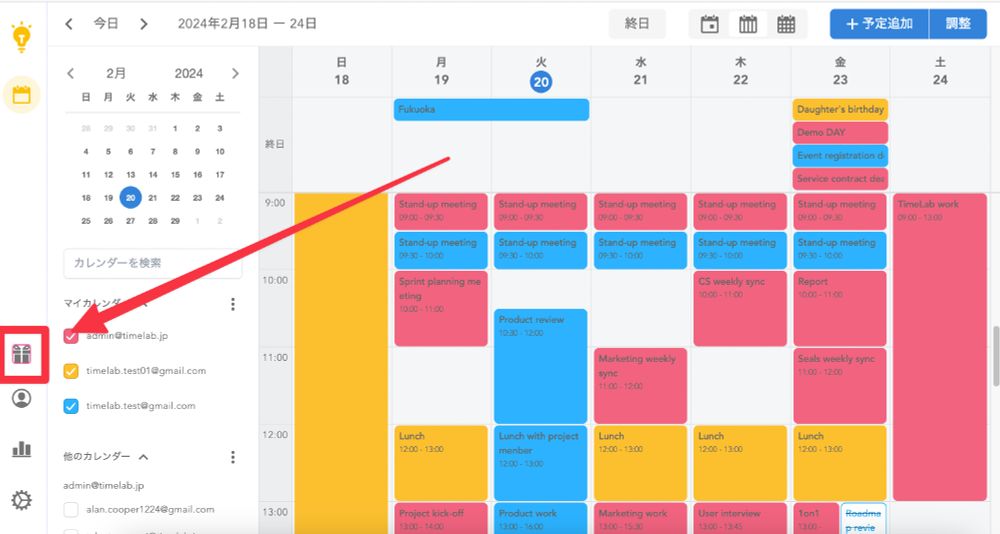 今日
2024年2月18日 ー 24日
終日
+ 予定追加
調整
2月 2024
日 月 火 水 木 金 土
28 29 30 31 1 2 3
4 5 6 7 8 9 10
11 12 13 14 15 16 17
18 19 20 21 22 23 24
25 26 27 28 29 1 2
カレンダーを検索
マイカレンダー
admin@timelab.jp
timelab.test01@gmail.com
timelab.test@gmail.com
他のカレンダー
admin@timelab.jp
alan.cooper1224@gmail.com
日 月 火 水 木 金 土
18 19 20 21 22 23 24
終日
Fukuoka
Daughter's birthday
Demo DAY
Event registration d
Service contract dea
9:00
10:00
11:00
12:00
13:00
Stand-up meeting
09:00 - 09:30
Stand-up meeting
09:30 - 10:00
Sprint planning me
eting
10:00 - 11:00
Lunch
12:00 - 13:00
Project kick-off
13:00 - 14:00
Stand-up meeting
09:00 - 09:30
Stand-up meeting
09:30 - 10:00
Product review
10:30 - 12:00
Lunch with project
menber
12:00 - 13:00
Product work
13:00 - 16:00
Stand-up meeting
09:00 - 09:30
Stand-up meeting
09:30 - 10:00
Marketing weekly
sync
11:00 - 12:00
Lunch
12:00 - 13:00
Marketing work
13:00 - 15:30
Stand-up meeting
09:00 - 09:30
Stand-up meeting
09:30 - 10:00
CS weekly sync
10:00 - 11:00
Lunch
12:00 - 13:00
User interview
13:00 - 13:45
Stand-up meeting
09:00 - 09:30
Stand-up meeting
09:30 - 10:00
Report
10:00 - 11:00
Seals weekly sync
11:00 - 12:00
Lunch
12:00 - 13:00
1on1
13:00 -
Roadma
p revie
TimeLab work
09:00 - 13:00